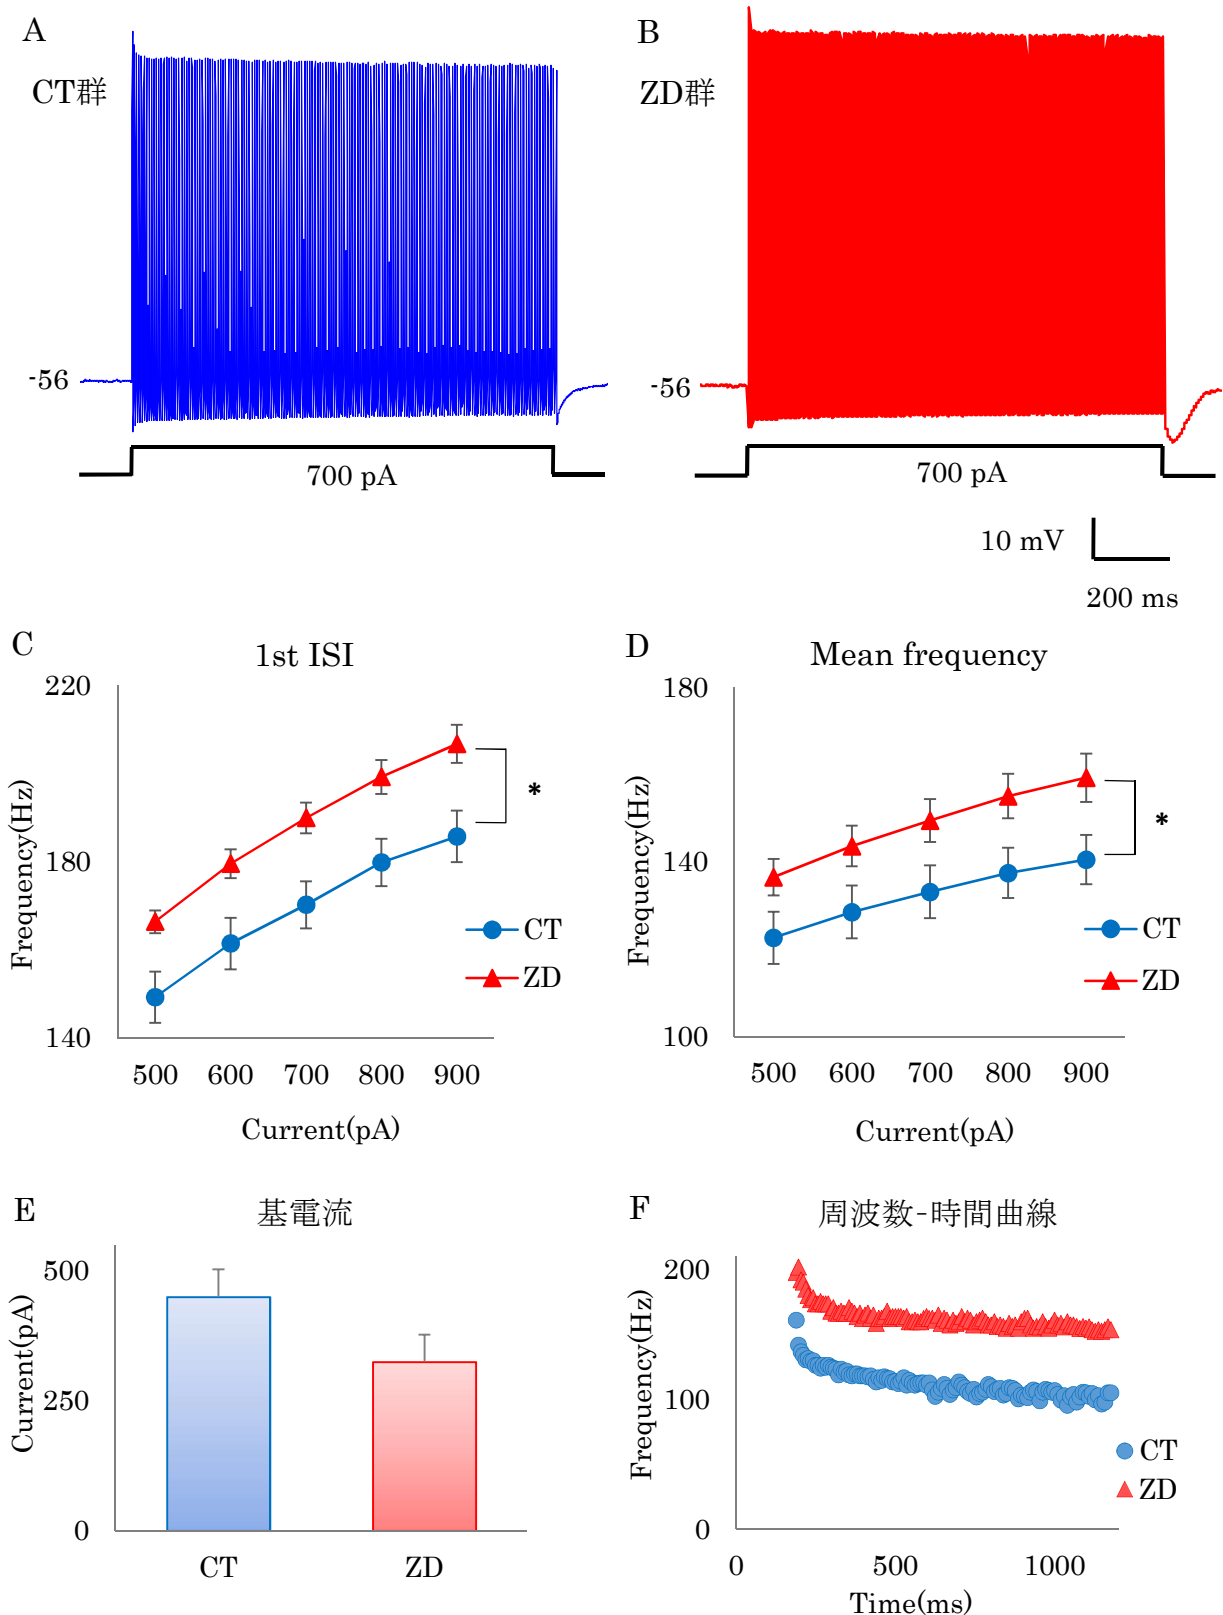 A
CT群
-56
700 pA
B
ZD群
-56
700 pA
10 mV
200 ms
C
1st ISI
220
180
140
Frequency(Hz)
*
CT
ZD
500 600 700 800 900
Current(pA)
D
Mean frequency
180
140
100
Frequency(Hz)
*
CT
ZD
500 600 700 800 900
Current(pA)
E
基電流
500
250
0
Current(pA)
CT ZD
F
周波数-時間曲線
200
100
0
Frequency(Hz)
CT
ZD
0 500 1000
Time(ms)